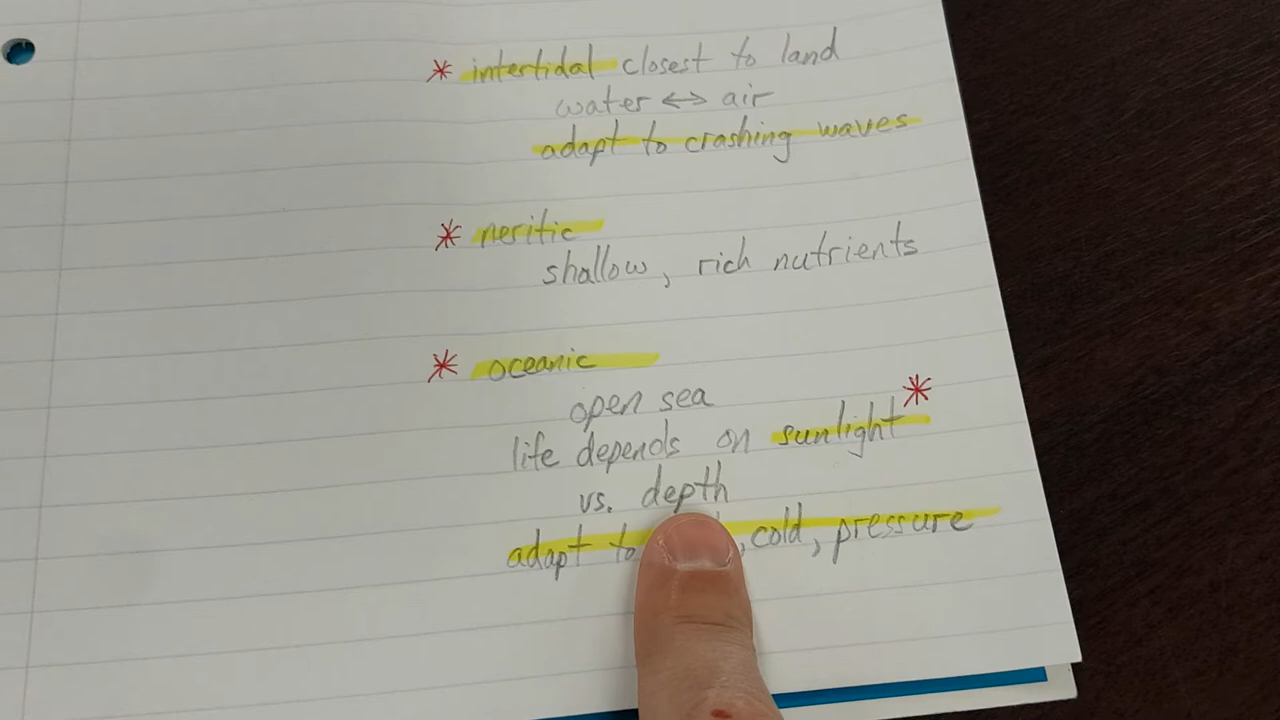 * intertidal closest to land
water ↔ air
adapt to crashing waves
* neritic
shallow, rich nutrients
* oceanic
open sea
life depends on sunlight*
vs. depth
adapt to , cold, pressure